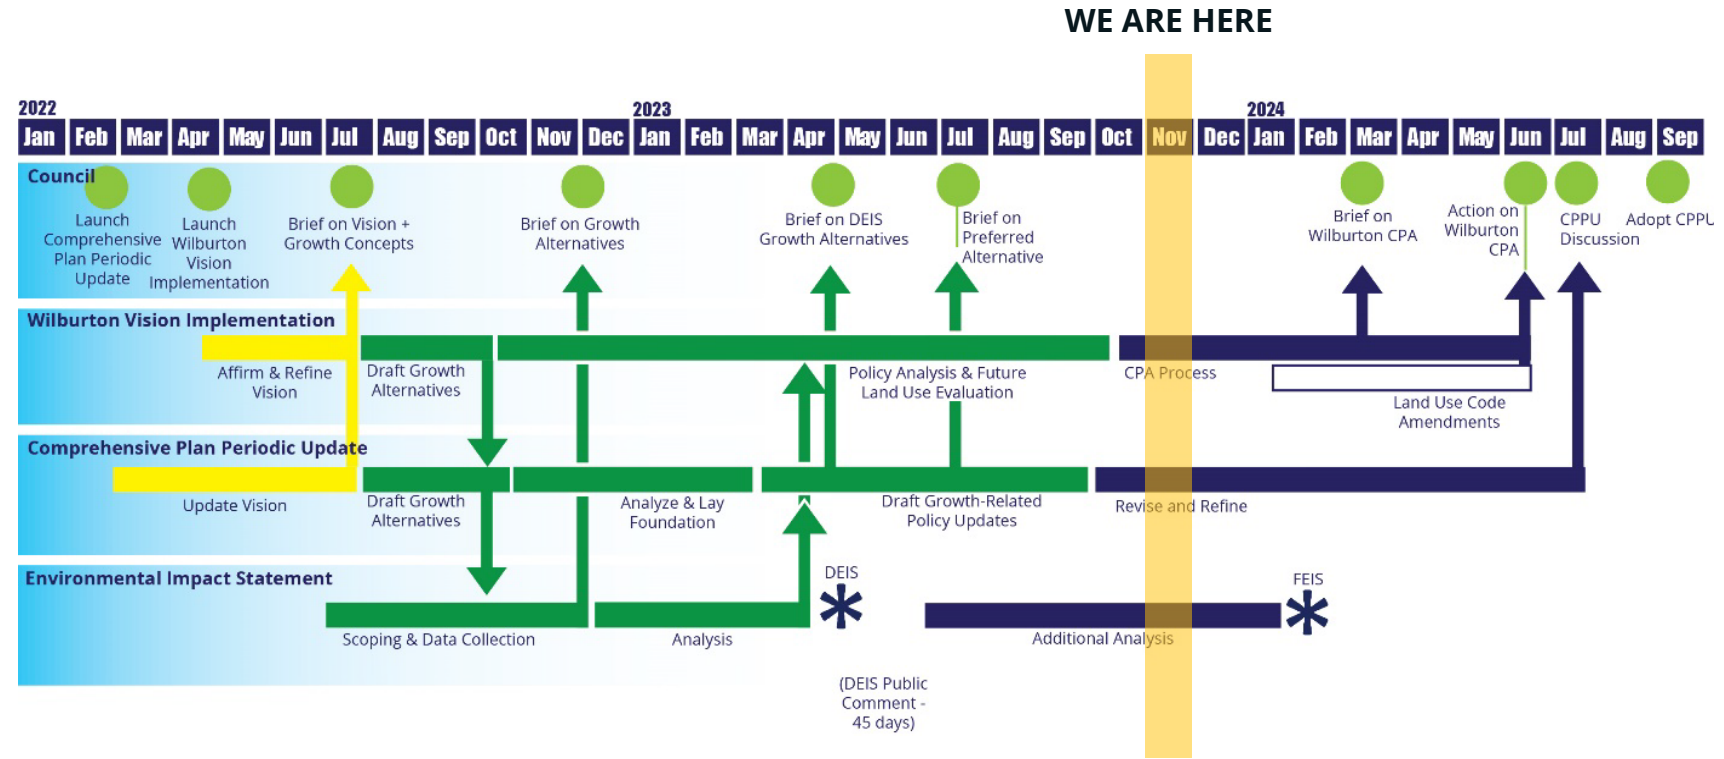 WE ARE HERE
2022
2023
2024
Jan Feb Mar Apr May Jun Jul Aug Sep Oct Nov Dec Jan Feb Mar Apr May Jun Jul Aug Sep Oct Nov Dec Jan Feb Mar Apr May Jun Jul Aug Sep
Council
Launch
Comprehensive
Plan Periodic
Update
Launch
Wilburton
Vision
Implementation
Brief on Vision +
Growth Concepts
Brief on Growth
Alternatives
Brief on DEIS
Growth Alternatives
Brief on
Preferred
Alternative
Brief on
Wilburton CPA
Action on
Wilburton
CPA
CPPU
Discussion
Adopt CPPU
Wilburton Vision Implementation
Affirm & Refine
Vision
Draft Growth
Alternatives
Policy Analysis & Future
Land Use Evaluation
CPA Process
Land Use Code
Amendments
Comprehensive Plan Periodic Update
Update Vision
Draft Growth
Alternatives
Analyze & Lay
Foundation
Draft Growth-Related
Policy Updates
Revise and Refine
Environmental Impact Statement
DEIS
FEIS
Scoping & Data Collection
Analysis
Additional Analysis
(DEIS Public
Comment -
45 days)